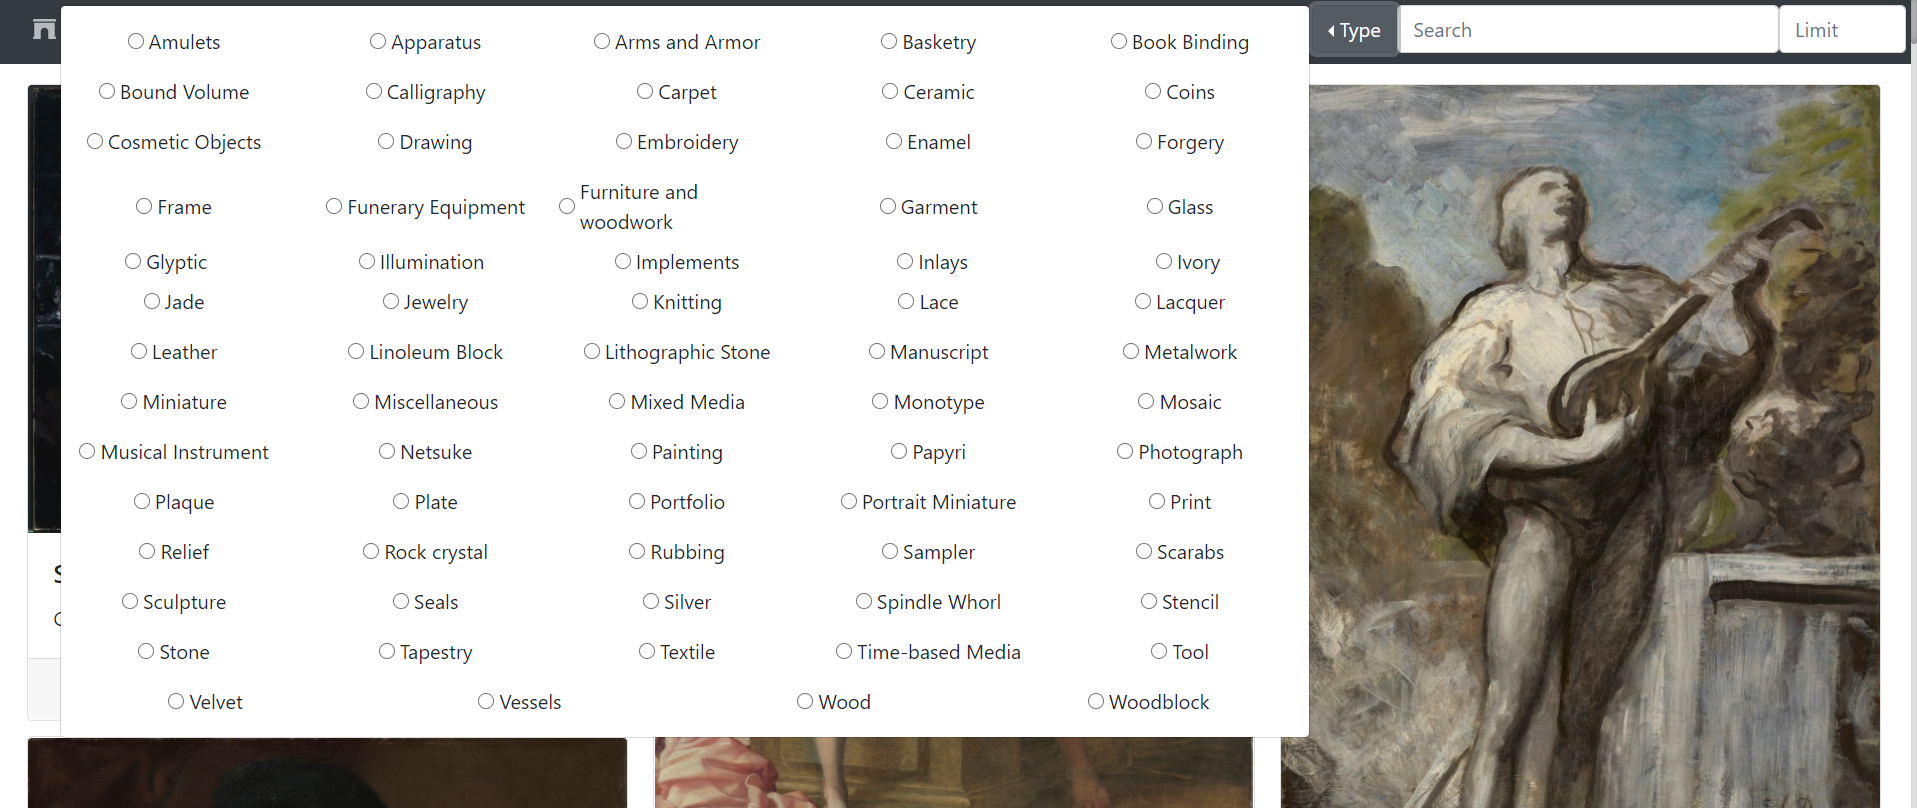 Type Search Limit
Amulets Apparatus Arms and Armor Basketry Book Binding
Bound Volume Calligraphy Carpet Ceramic Coins
Cosmetic Objects Drawing Embroidery Enamel Forgery
Frame Funerary Equipment Furniture and woodwork Garment Glass
Glyptic Illumination Implements Inlays Ivory
Jade Jewelry Knitting Lace Lacquer
Leather Linoleum Block Lithographic Stone Manuscript Metalwork
Miniature Miscellaneous Mixed Media Monotype Mosaic
Musical Instrument Netsuke Painting Papyri Photograph
Plaque Plate Portfolio Portrait Miniature Print
Relief Rock crystal Rubbing Sampler Scarabs
Sculpture Seals Silver Spindle Whorl Stencil
Stone Tapestry Textile Time-based Media Tool
Velvet Vessels Wood Woodblock